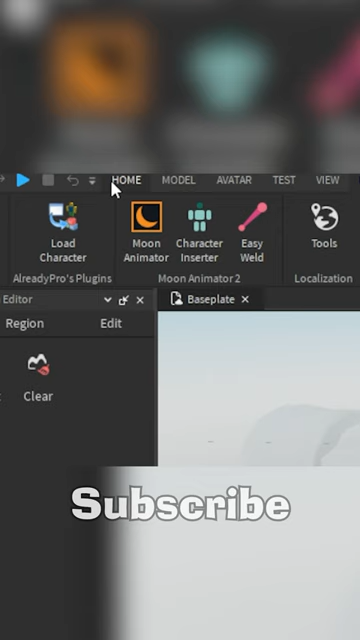 HOME MODEL AVATAR TEST VIEW
Load
Character
Moon
Animator
Character
Inserter
Easy
Weld
Tools
AlreadyPro's Plugins
Moon Animator 2
Localization
Editor
Baseplate
Region
Edit
Clear
Subscribe